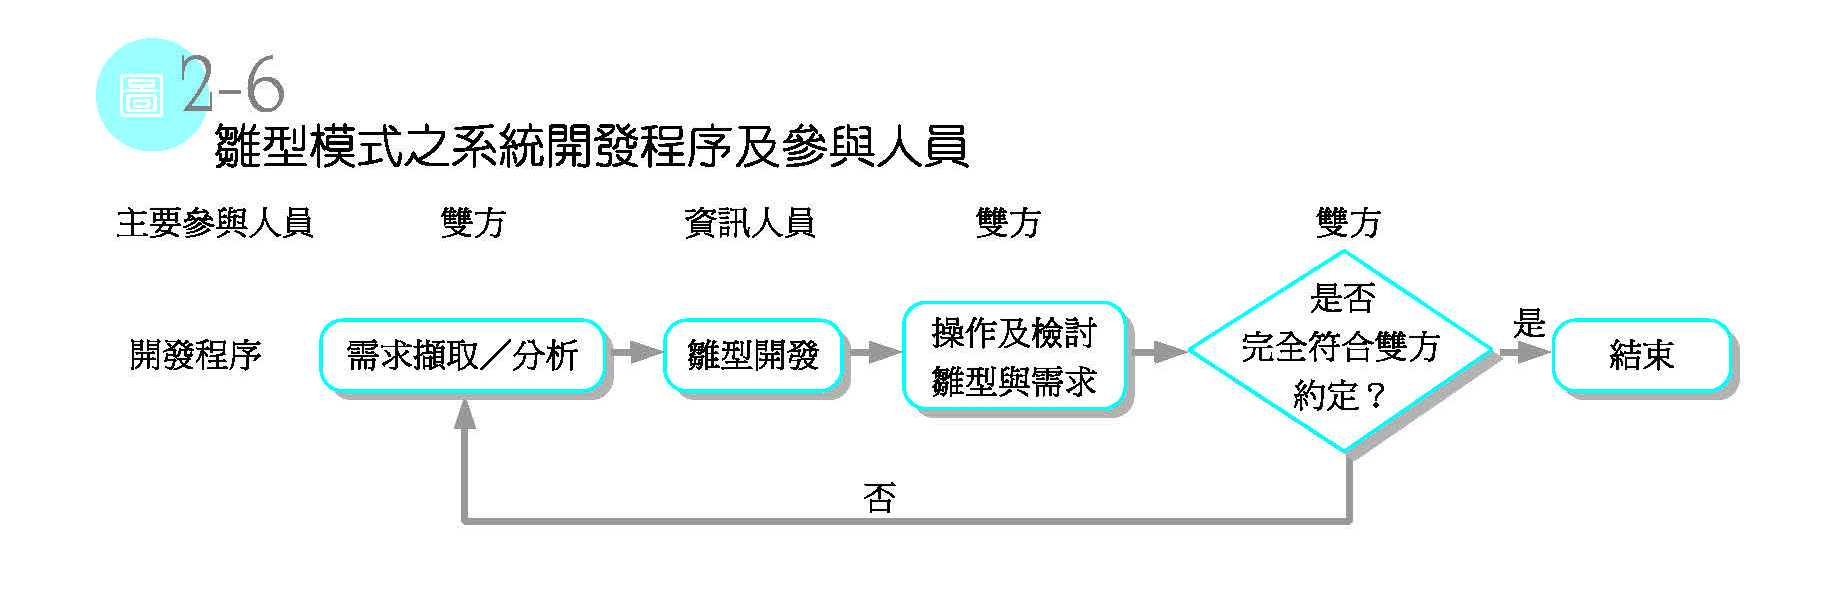 圖 2-6
雛型模式之系統開發程序及參與人員
主要參與人員 雙方 資訊人員 雙方 雙方
開發程序
需求擷取／分析
雛型開發
操作及檢討
雛型與需求
是否
完全符合雙方
約定？
是
結束
否